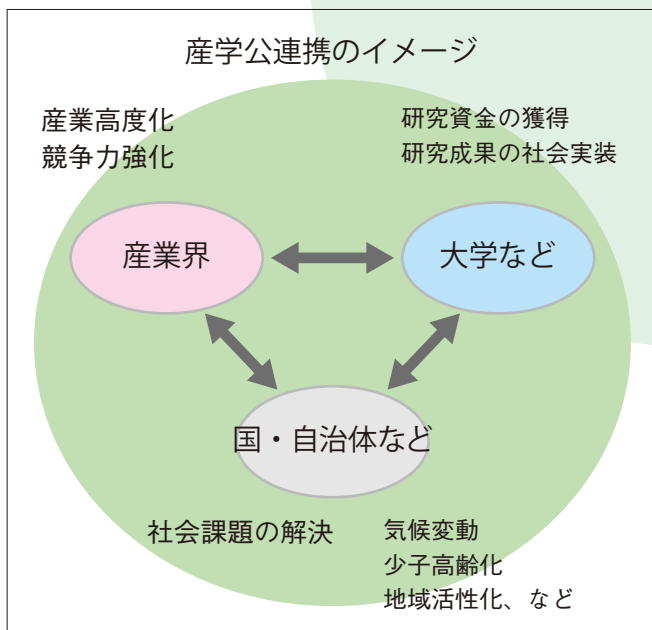 産学公連携のイメージ
産業高度化
競争力強化
研究資金の獲得
研究成果の社会実装
産業界
大学など
国・自治体など
社会課題の解決
気候変動
少子高齢化
地域活性化、など